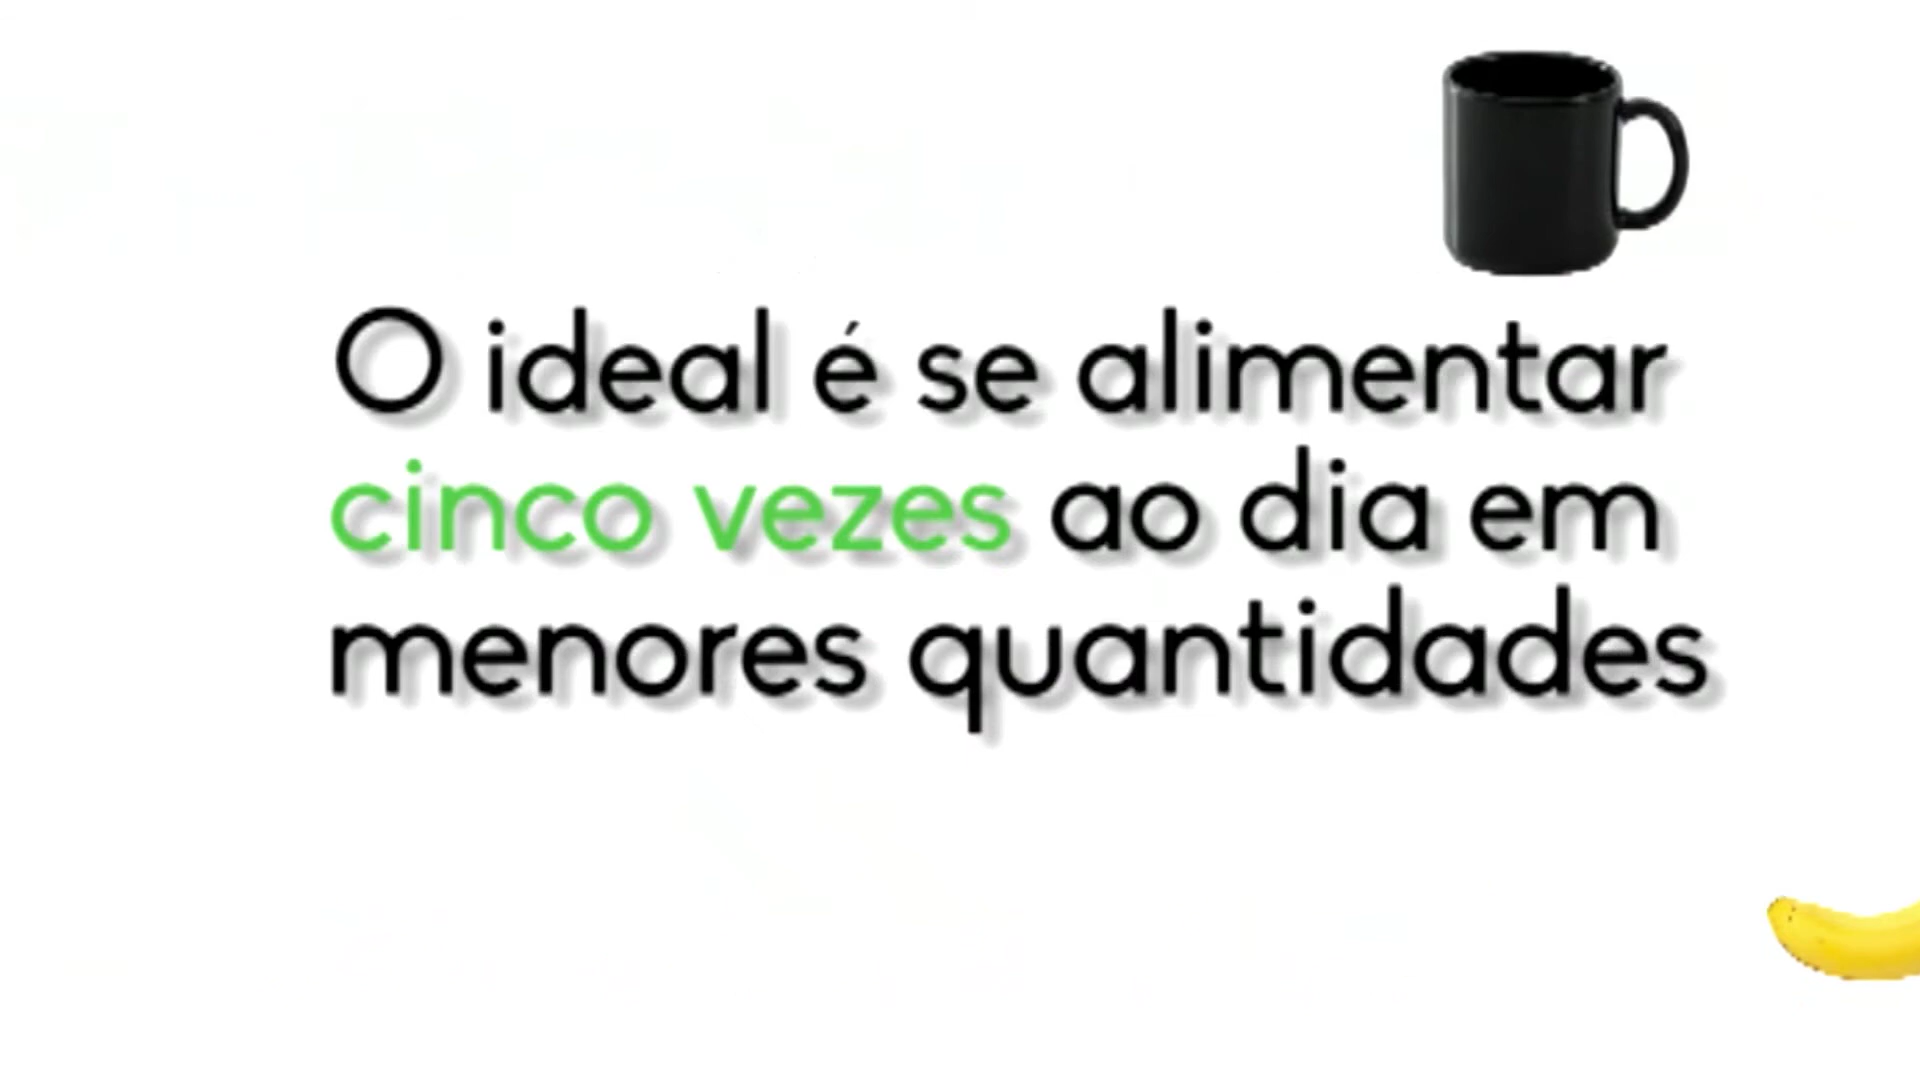 O ideal é se alimentar
cinco vezes ao dia em
menores quantidades